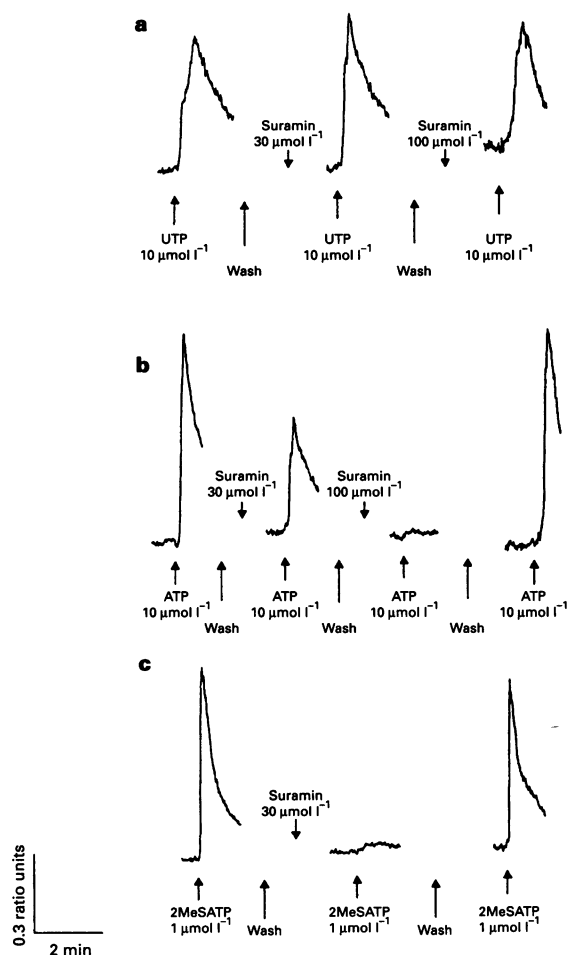 a
Suramin
30 μmol l⁻¹
Suramin
100 μmol l⁻¹
UTP
10 μmol l⁻¹
Wash
UTP
10 μmol l⁻¹
Wash
UTP
10 μmol l⁻¹
b
Suramin
30 μmol l⁻¹
Suramin
100 μmol l⁻¹
ATP
10 μmol l⁻¹
Wash
ATP
10 μmol l⁻¹
Wash
ATP
10 μmol l⁻¹
Wash
ATP
10 μmol l⁻¹
c
Suramin
30 μmol l⁻¹
2MeSATP
1 μmol l⁻¹
Wash
2MeSATP
1 μmol l⁻¹
Wash
2MeSATP
1 μmol l⁻¹
0.3 ratio units
2 min